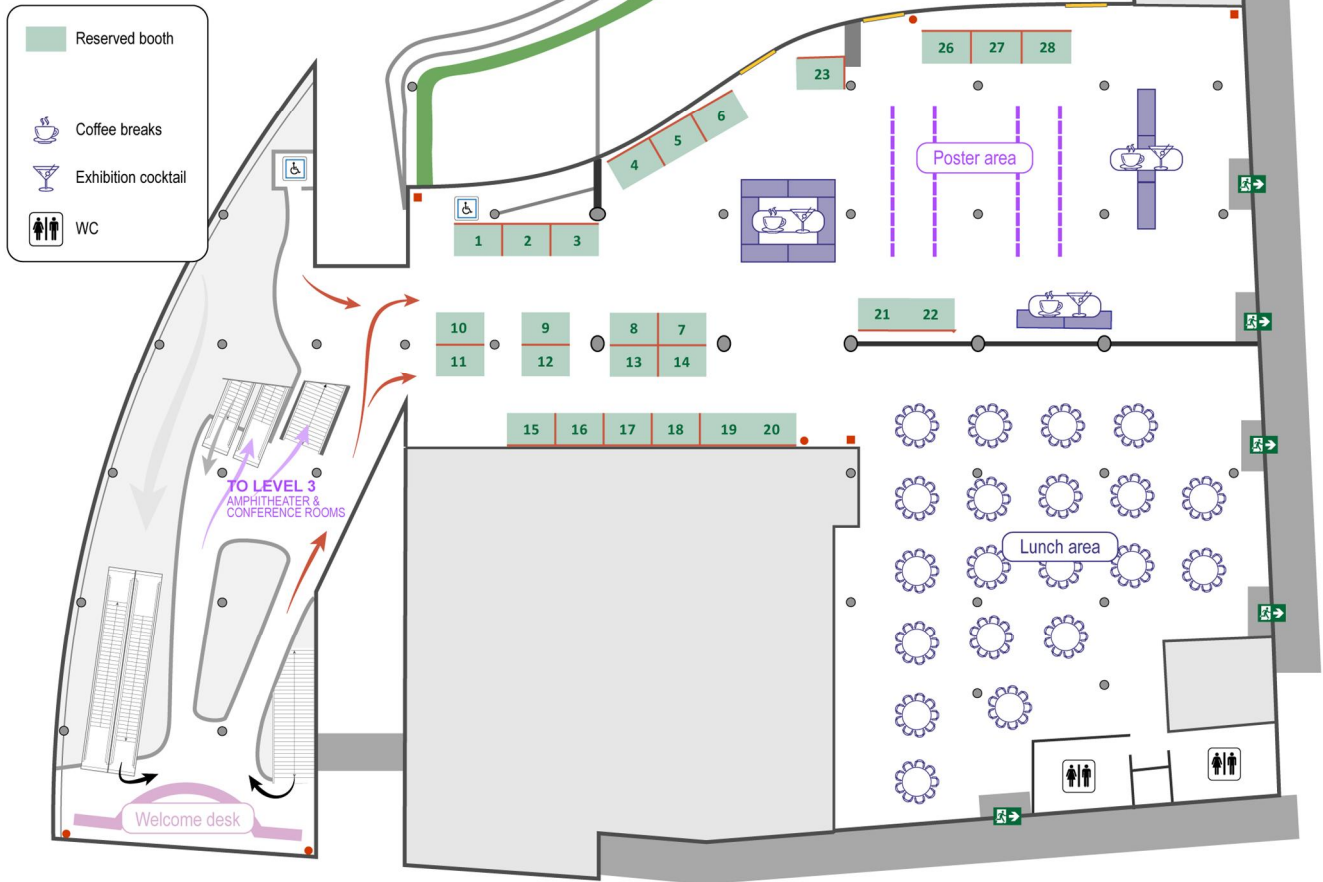 Reserved booth
Coffee breaks
Exhibition cocktail
WC
26 27 28
23
6
5
4
Poster area
1 2 3
21 22
10 9 8 7
11 12 13 14
15 16 17 18 19 20
TO LEVEL 3
AMPHITHEATER &
CONFERENCE ROOMS
Lunch area
Welcome desk